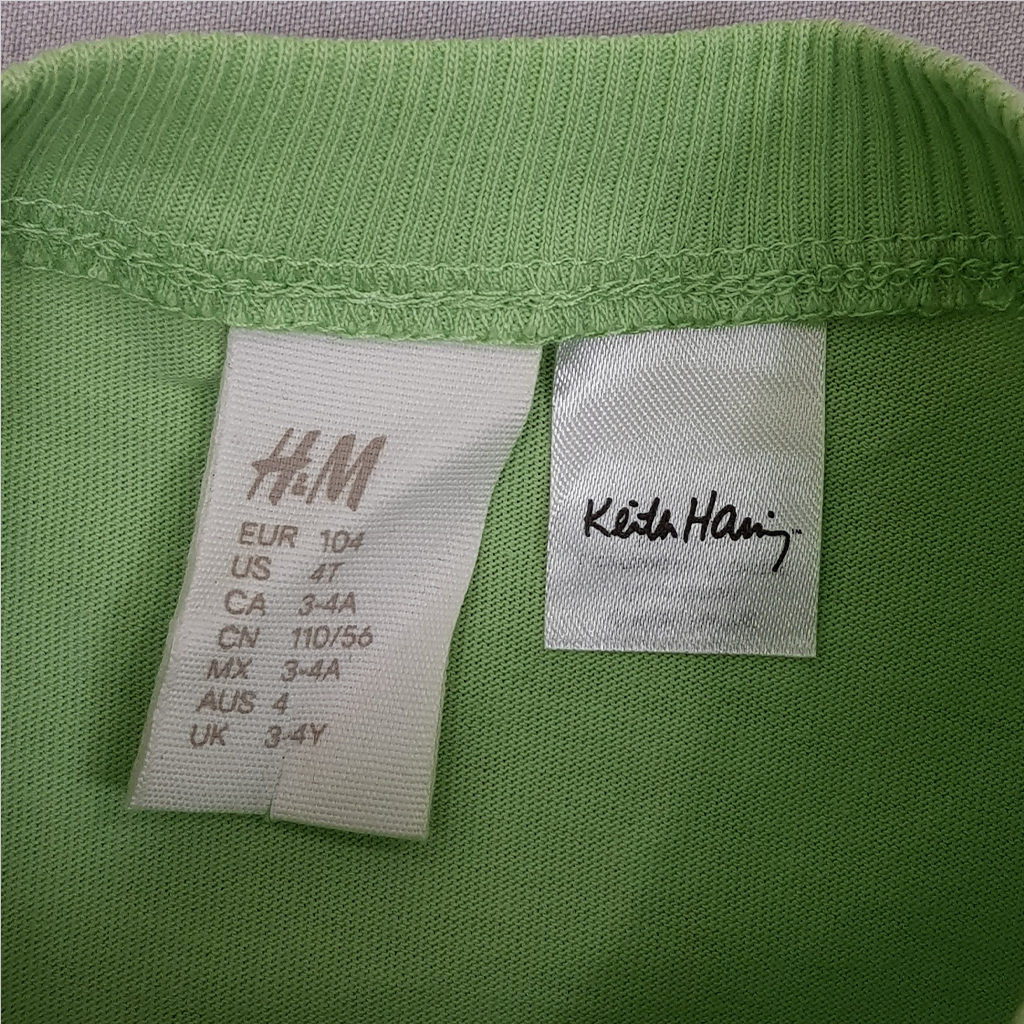 H&M
EUR 104
US 4T
CA 3-4A
CN 110/56
MX 3-4A
AUS 4
UK 3-4Y
Keith Haring